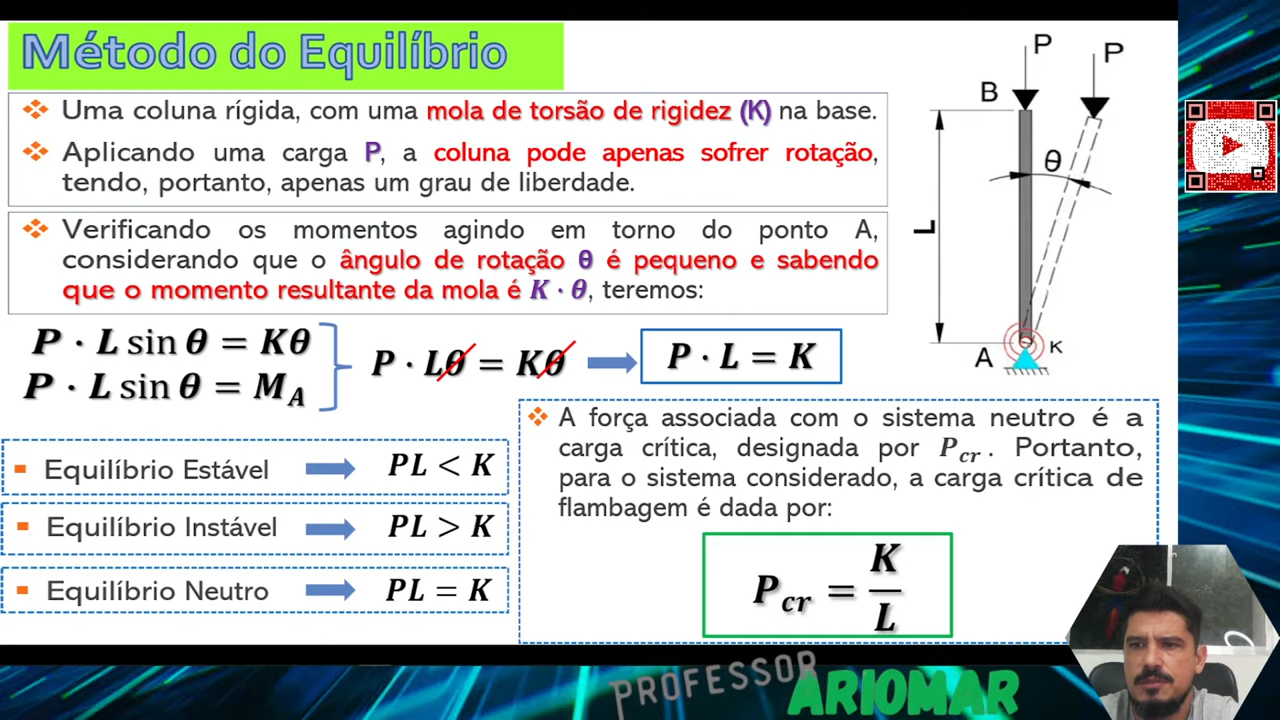 Método do Equilíbrio
❖ Uma coluna rígida, com uma mola de torsão de rigidez (K) na base.
❖ Aplicando uma carga P, a coluna pode apenas sofrer rotação,
tendo, portanto, apenas um grau de liberdade.
❖ Verificando os momentos agindo em torno do ponto A,
considerando que o ângulo de rotação θ é pequeno e sabendo
que o momento resultante da mola é K · θ, teremos:
P · L sin θ = Kθ
P · L sin θ = M_A
P · Lθ = Kθ
P · L = K
▪ Equilíbrio Estável PL < K
▪ Equilíbrio Instável PL > K
▪ Equilíbrio Neutro PL = K
❖ A força associada com o sistema neutro é a
carga crítica, designada por P_cr. Portanto,
para o sistema considerado, a carga crítica de
flambagem é dada por:
P_cr = K/L
P
P
B
θ
L
A
K
PROFESSOR
ARIOMAR